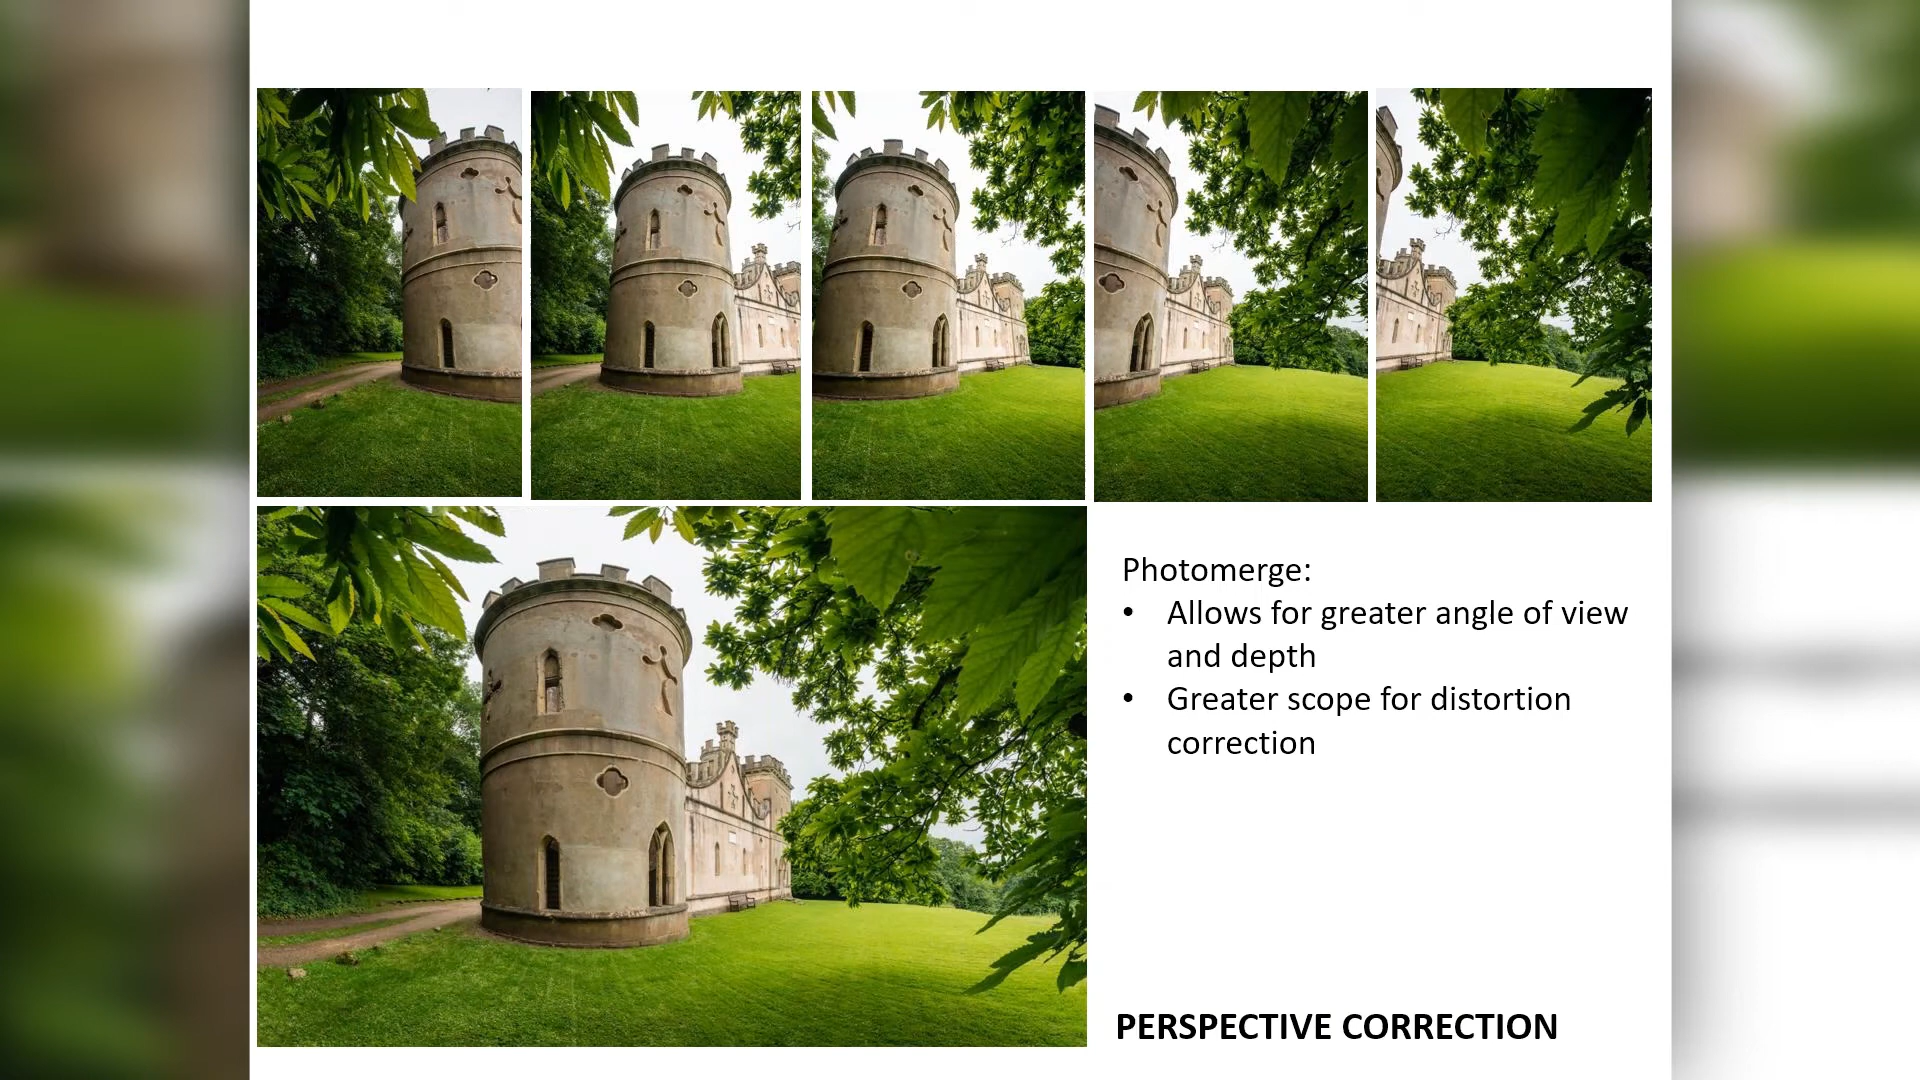 Photomerge:
• Allows for greater angle of view
and depth
• Greater scope for distortion
correction
PERSPECTIVE CORRECTION